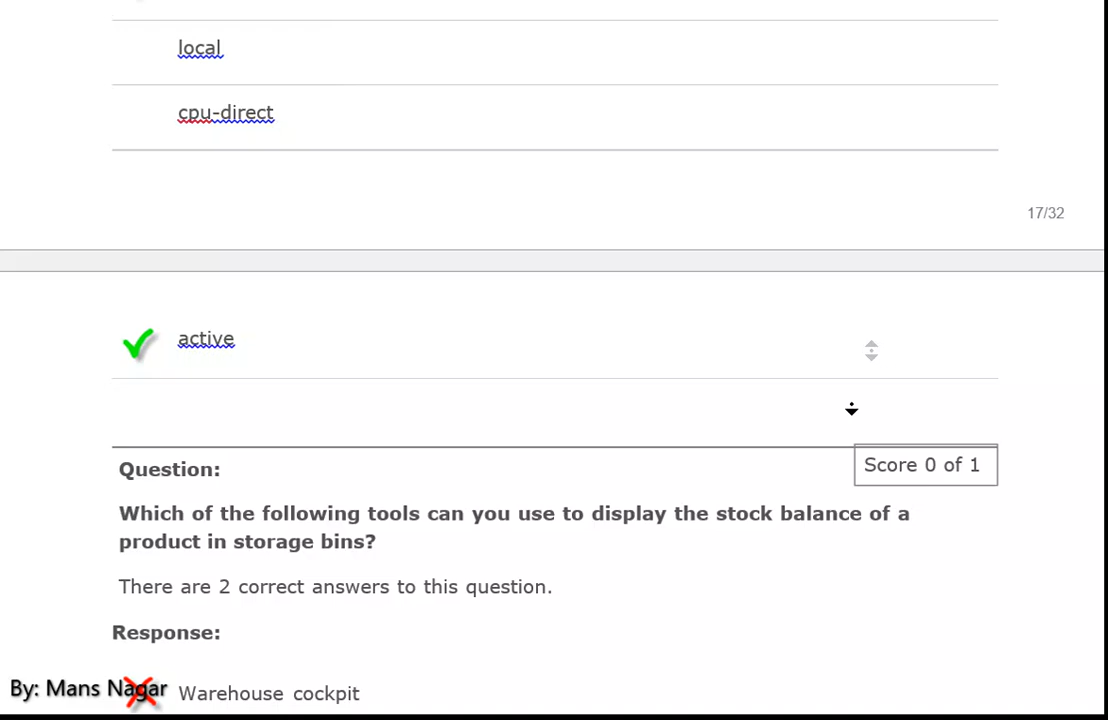 local
cpu-direct
17/32
active
Score 0 of 1
Question:
Which of the following tools can you use to display the stock balance of a
product in storage bins?
There are 2 correct answers to this question.
Response:
By: Mans Nagar
Warehouse cockpit